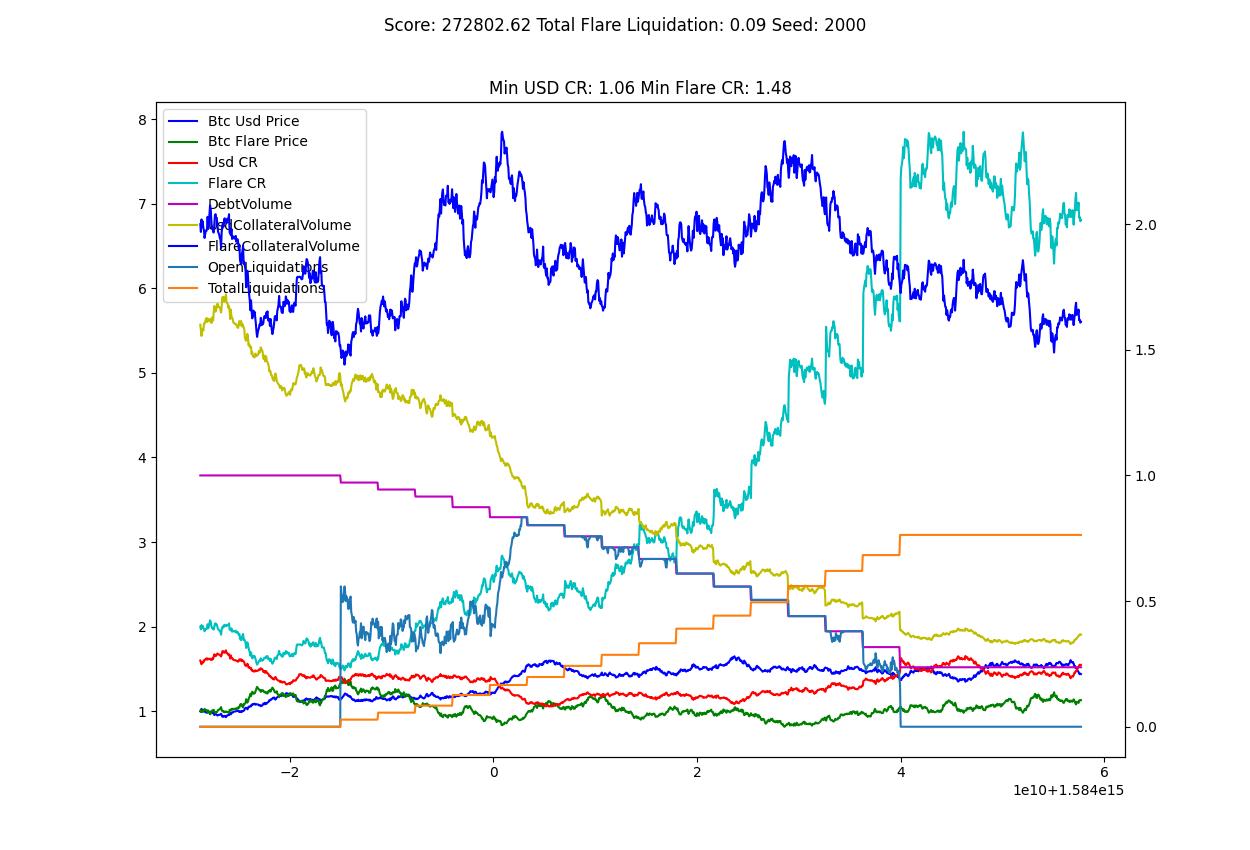 Score: 272802.62 Total Flare Liquidation: 0.09 Seed: 2000
Min USD CR: 1.06 Min Flare CR: 1.48
Btc Usd Price
Btc Flare Price
Usd CR
Flare CR
DebtVolume
UsdCollateralVolume
FlareCollateralVolume
OpenLiquidations
TotalLiquidations
8
7
6
5
4
3
2
1
2.0
1.5
1.0
0.5
0.0
−2 0 2 4 6
1e10+1.584e15